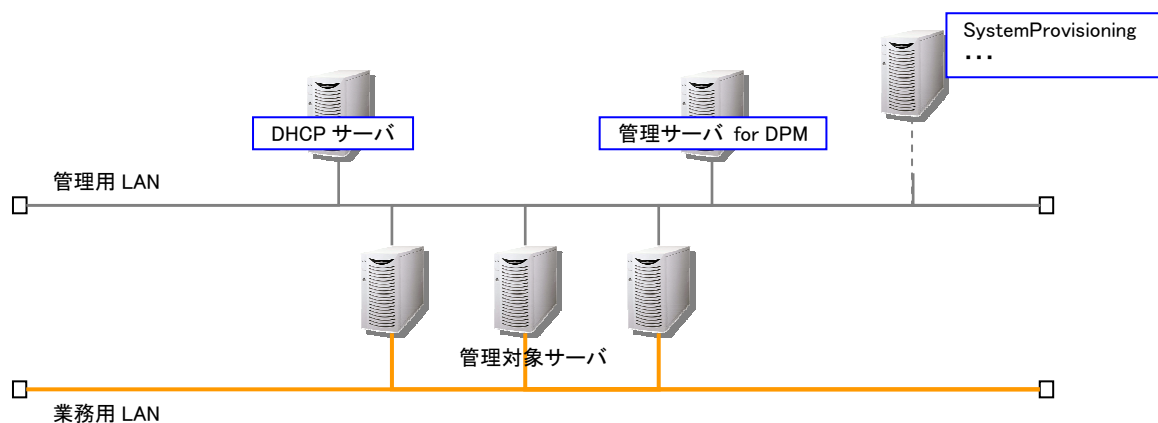 SystemProvisioning
・・・
DHCP サーバ
管理サーバ for DPM
管理用 LAN
管理対象サーバ
業務用 LAN